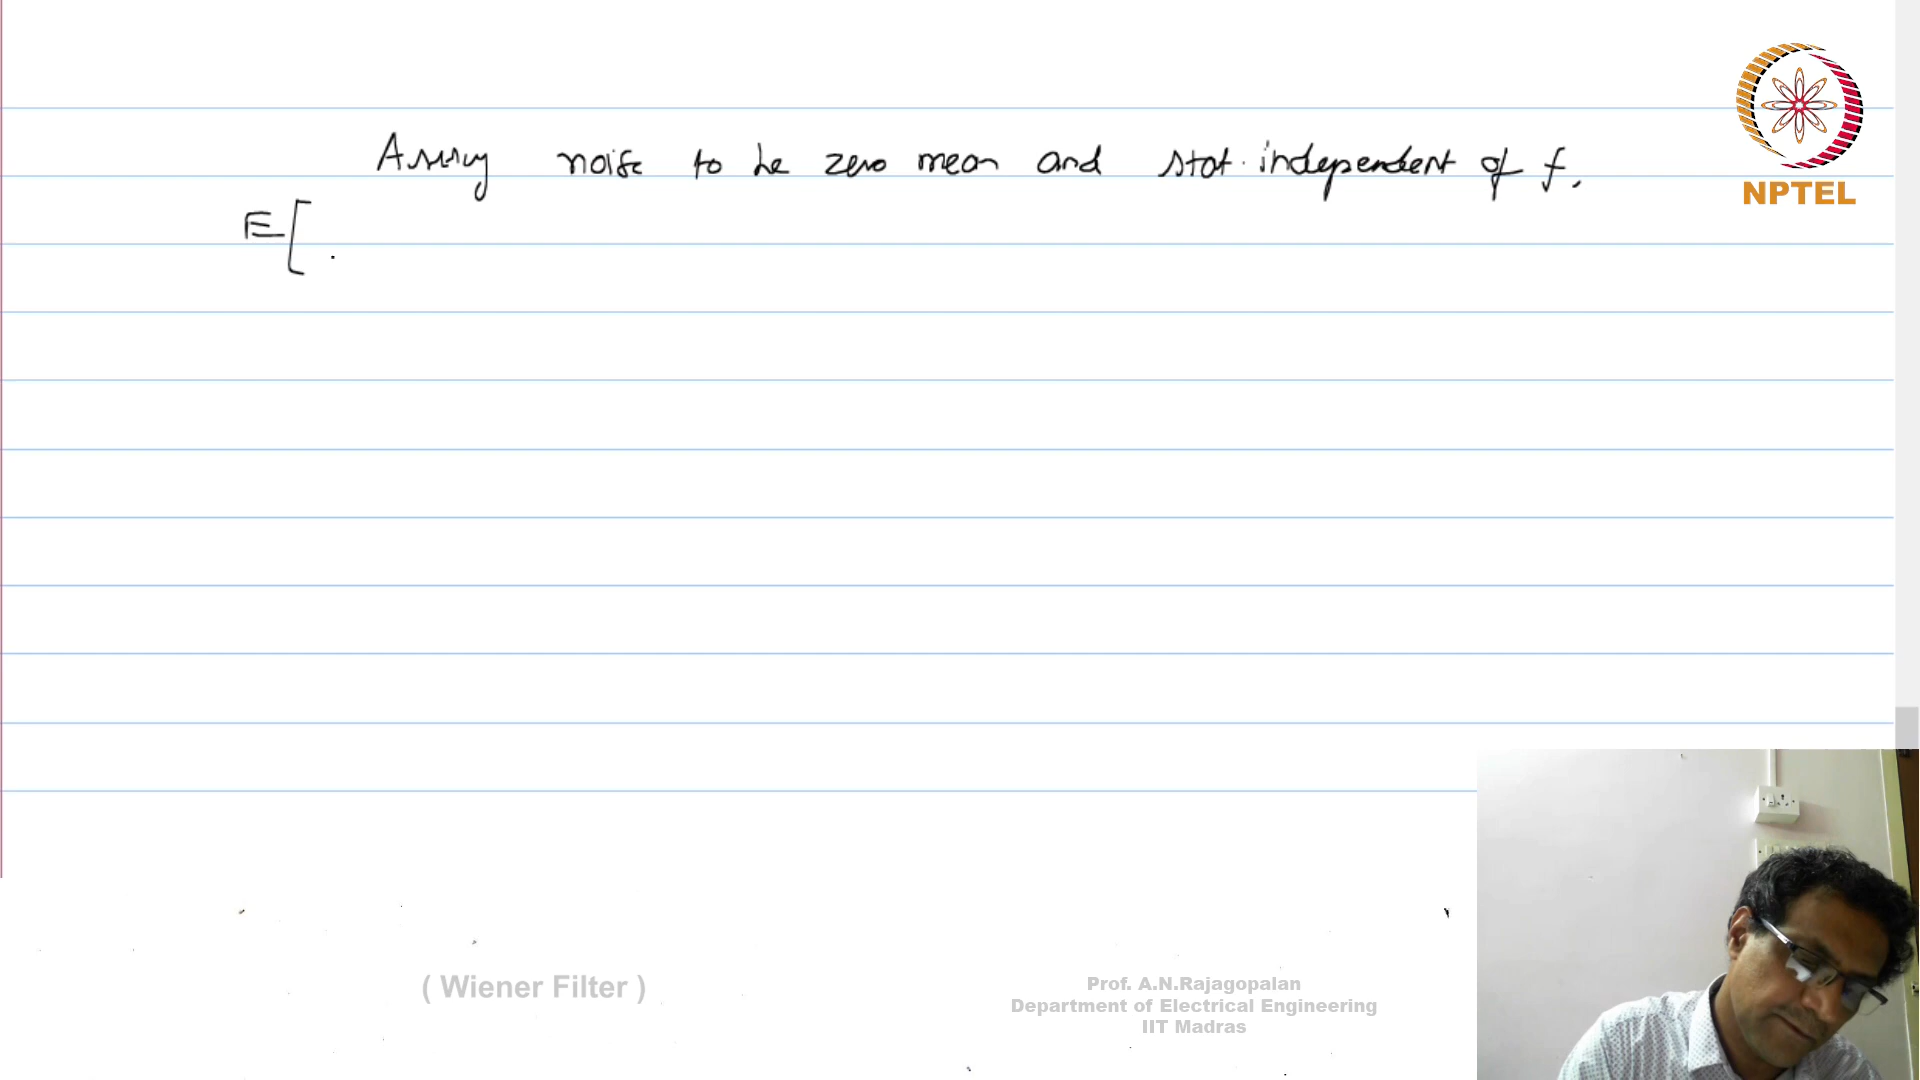 Assuming noise to be zero mean and stat. independent of f.
E[
NPTEL
( Wiener Filter )
Prof. A.N.Rajagopalan
Department of Electrical Engineering
IIT Madras